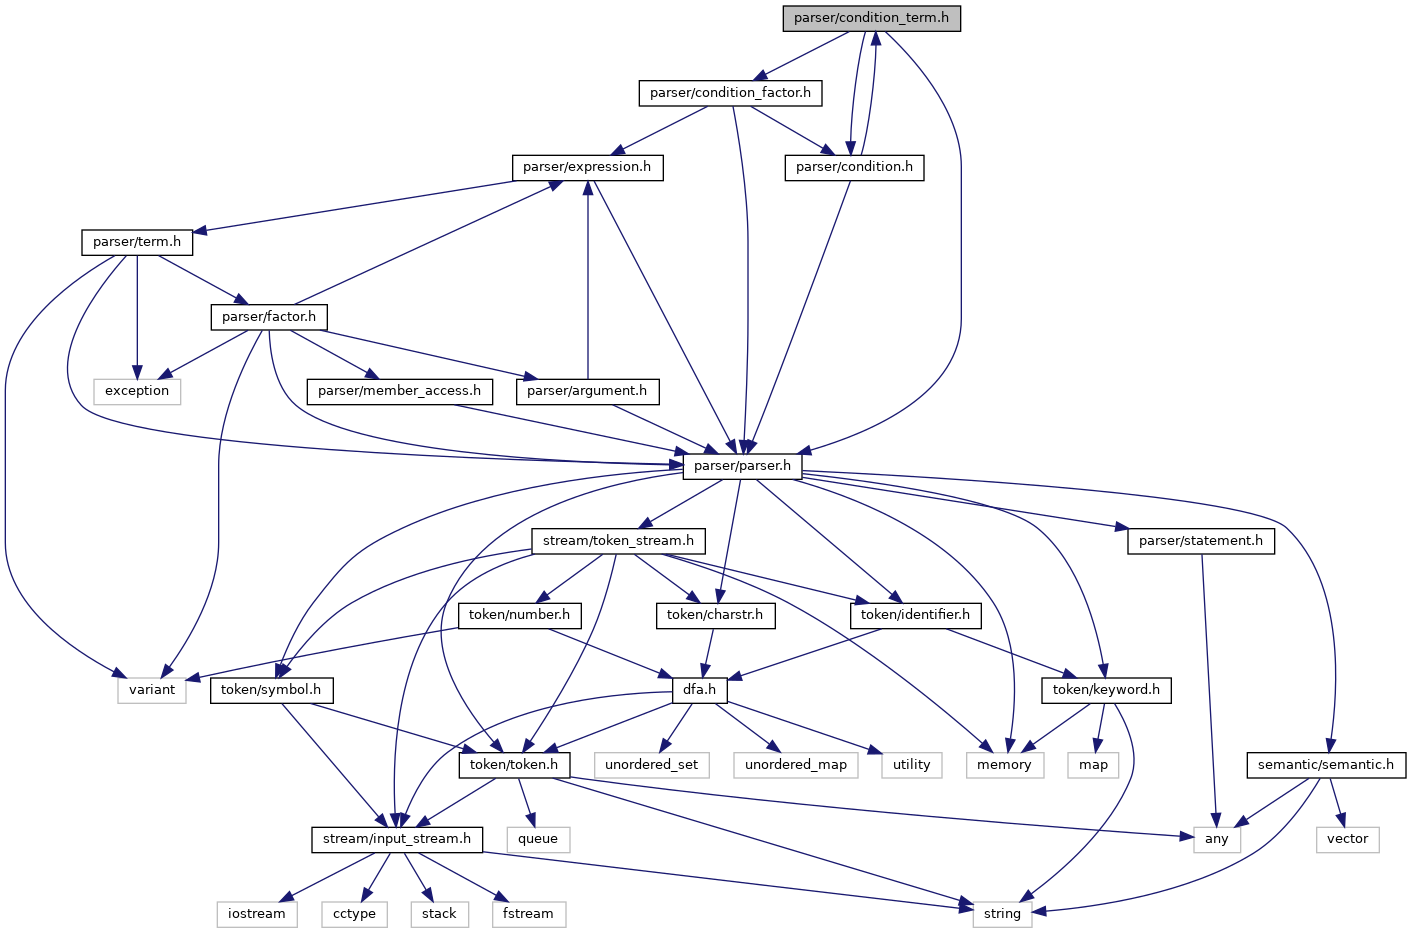 parser/condition_term.h
parser/condition_factor.h
parser/expression.h
parser/condition.h
parser/term.h
parser/factor.h
exception
parser/member_access.h
parser/argument.h
parser/parser.h
stream/token_stream.h
parser/statement.h
token/number.h
token/charstr.h
token/identifier.h
variant
token/symbol.h
dfa.h
token/keyword.h
token/token.h
unordered_set
unordered_map
utility
memory
map
semantic/semantic.h
stream/input_stream.h
queue
any
vector
iostream
cctype
stack
fstream
string